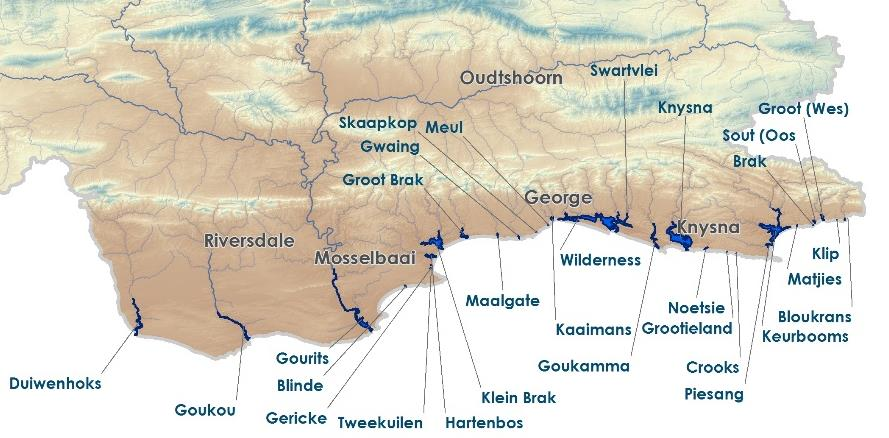 Oudtshoorn
Swartvlei
Knysna
Groot (Wes)
Skaapkop
Meul
Sout (Oos
Gwaing
Brak
Groot Brak
George
Knysna
Riversdale
Mosselbaai
Wilderness
Klip
Matjies
Maalgate
Noetsie
Bloukrans
Kaaimans
Grootieland
Keurbooms
Gourits
Goukamma
Crooks
Duiwenhoks
Blinde
Piesang
Klein Brak
Goukou
Gericke
Tweekuilen
Hartenbos